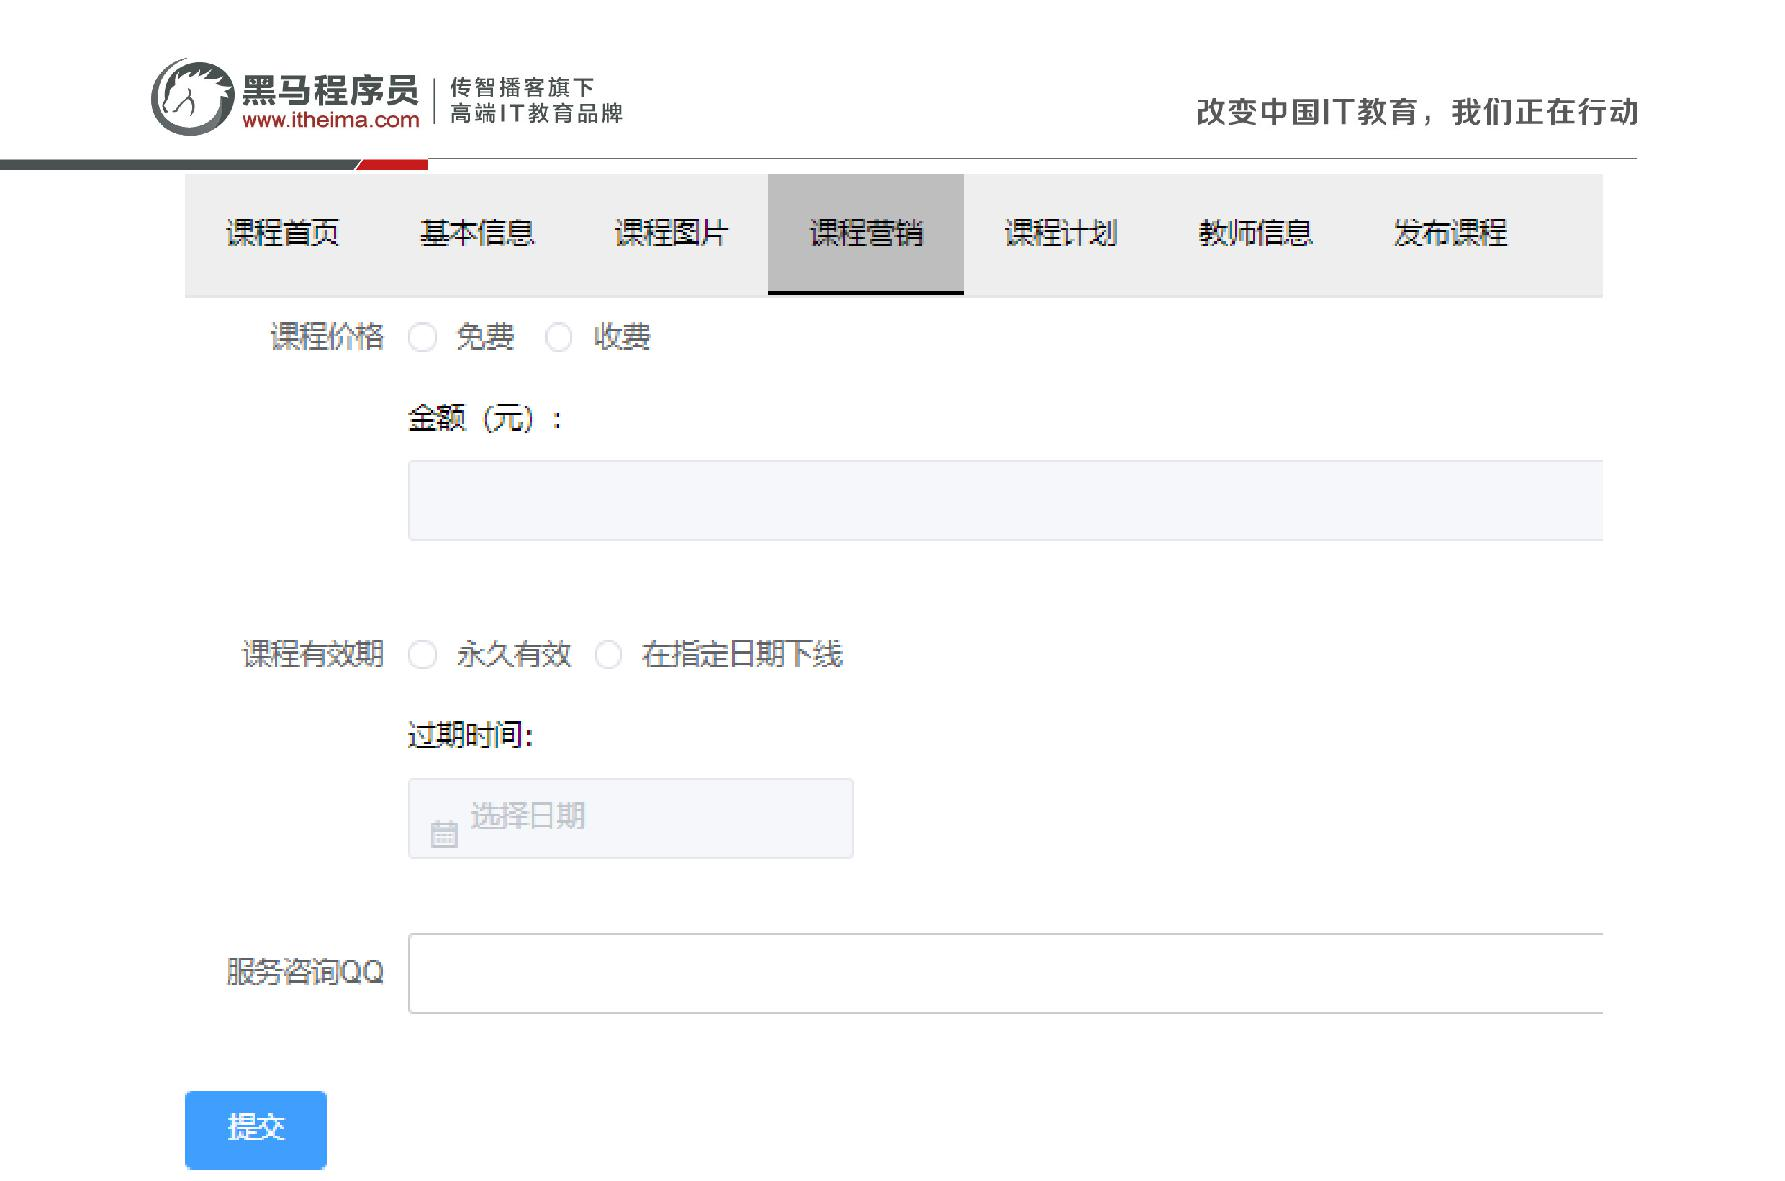 黑马程序员
www.itheima.com
传智播客旗下
高端IT教育品牌
改变中国IT教育，我们正在行动
课程首页 基本信息 课程图片 课程营销 课程计划 教师信息 发布课程
课程价格 免费 收费
金额（元）:
课程有效期 永久有效 在指定日期下线
过期时间:
选择日期
服务咨询QQ
提交